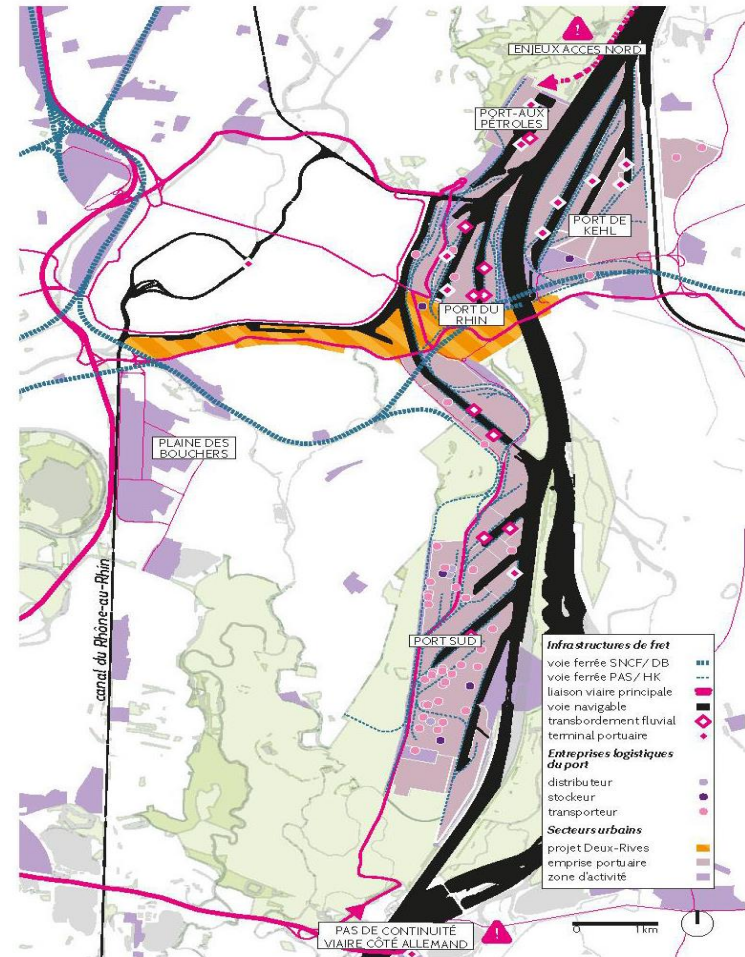 ENJEUX ACCES NORD
PORT-AUX
PÉTROLES
PORT DE
KEHL
PORT DU
RHIN
PLAINE DES
BOUCHERS
canal du Rhône-au-Rhin
PORT SUD
Infrastructures de fret
voie ferrée SNCF/ DB
voie ferrée PAS/ HK
liaison viaire principale
voie navigable
transbordement fluvial
terminal portuaire
Entreprises logistiques
du port
distributeur
stockeur
transporteur
Secteurs urbains
projet Deux-Rives
emprise portuaire
zone d'activité
PAS DE CONTINUITÉ
VIAIRE CÔTÉ ALLEMAND
0 1km